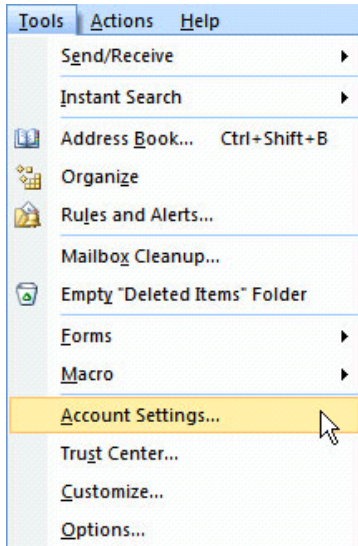 Tools Actions Help
Send/Receive
Instant Search
Address Book... Ctrl+Shift+B
Organize
Rules and Alerts...
Mailbox Cleanup...
Empty "Deleted Items" Folder
Forms
Macro
Account Settings...
Trust Center...
Customize...
Options...